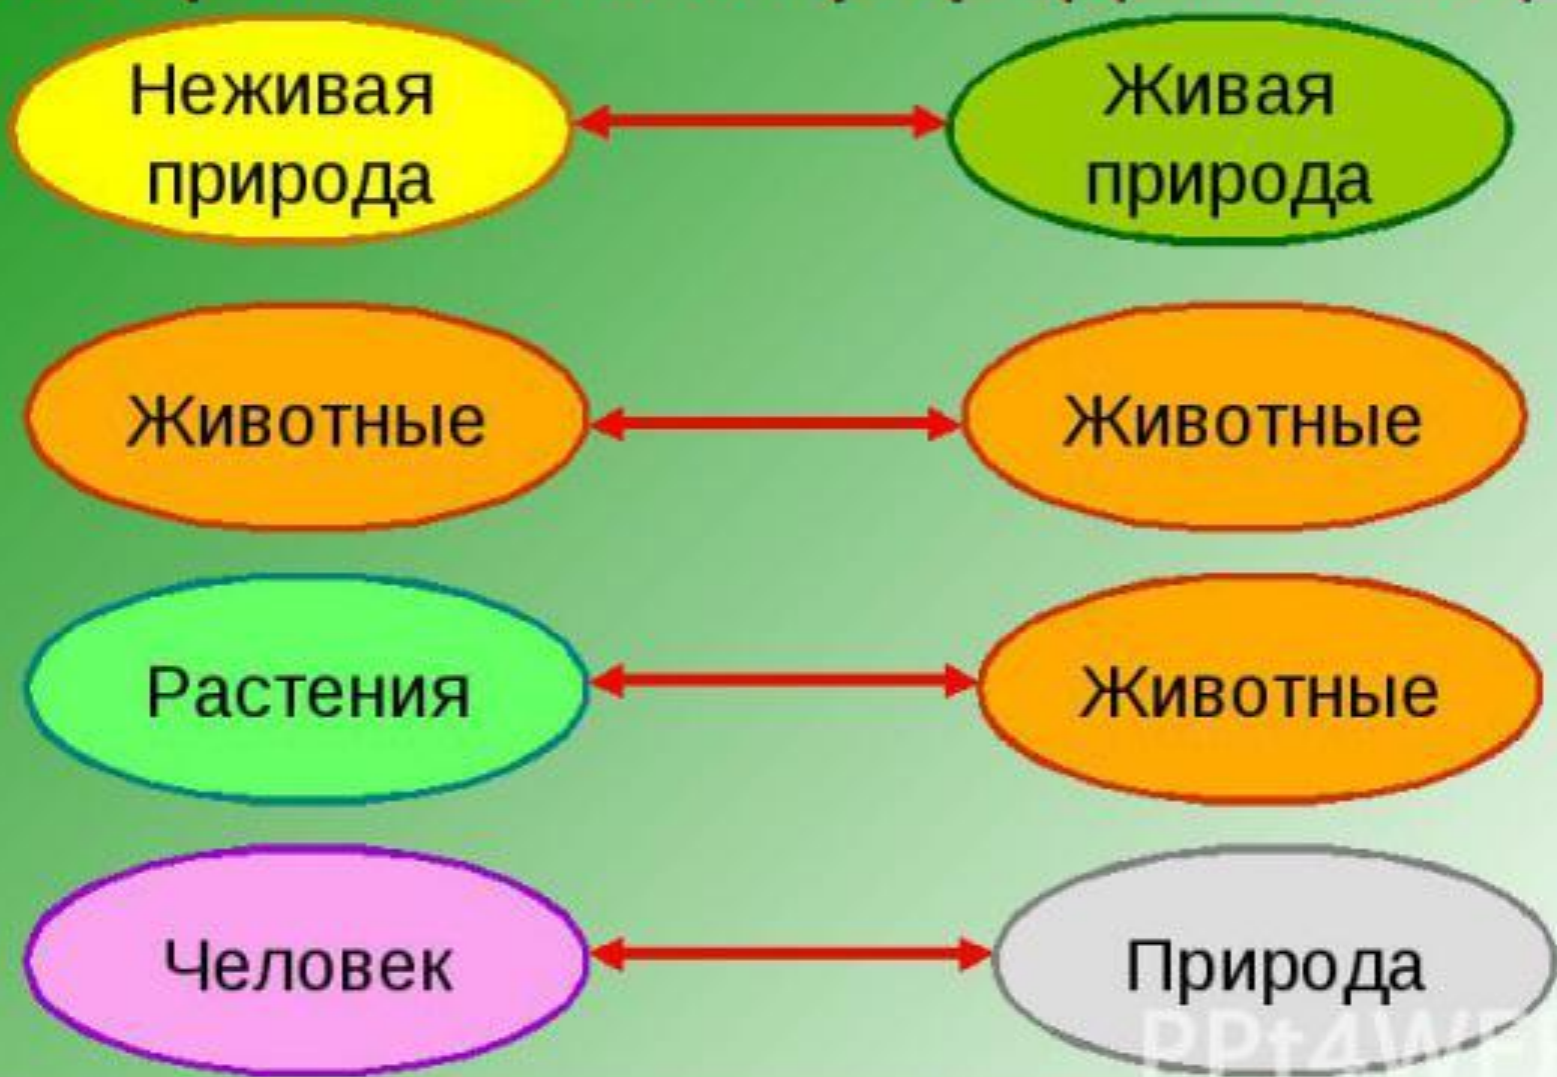 Неживая
природа
Живая
природа
Животные
Животные
Растения
Животные
Человек
Природа